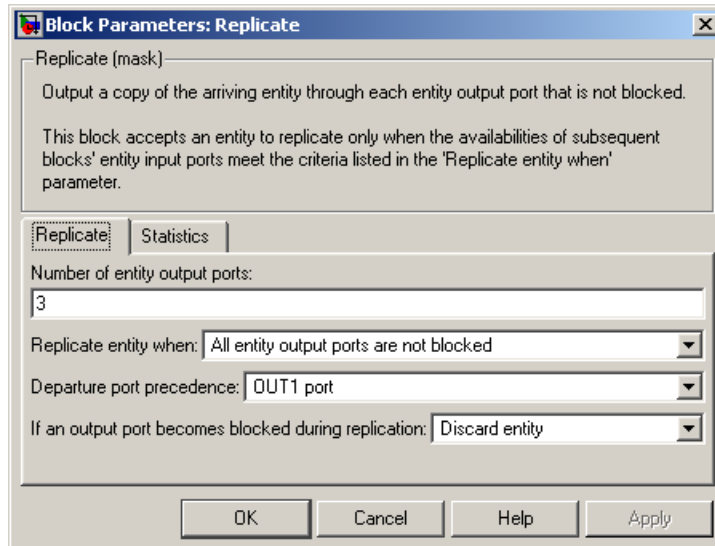 Block Parameters: Replicate
Replicate (mask)
Output a copy of the arriving entity through each entity output port that is not blocked.
This block accepts an entity to replicate only when the availabilities of subsequent
blocks' entity input ports meet the criteria listed in the 'Replicate entity when'
parameter.
Replicate Statistics
Number of entity output ports:
3
Replicate entity when: All entity output ports are not blocked
Departure port precedence: OUT1 port
If an output port becomes blocked during replication: Discard entity
OK Cancel Help Apply